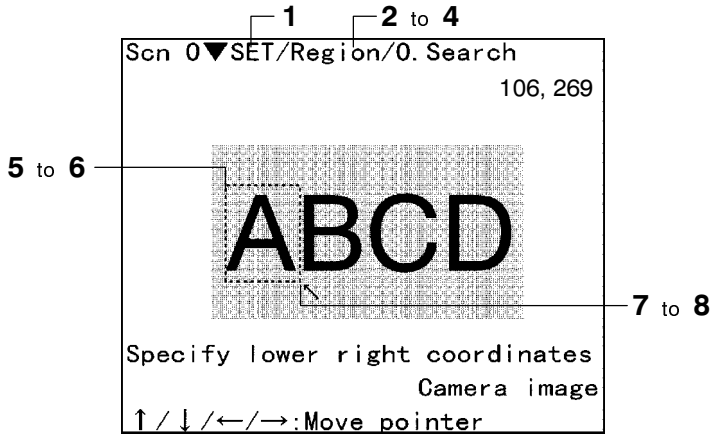 1
2 to 4
Scn 0▼SET/Region/0.Search
106, 269
5 to 6
ABCD
7 to 8
Specify lower right coordinates
Camera image
↑/↓/←/→:Move pointer